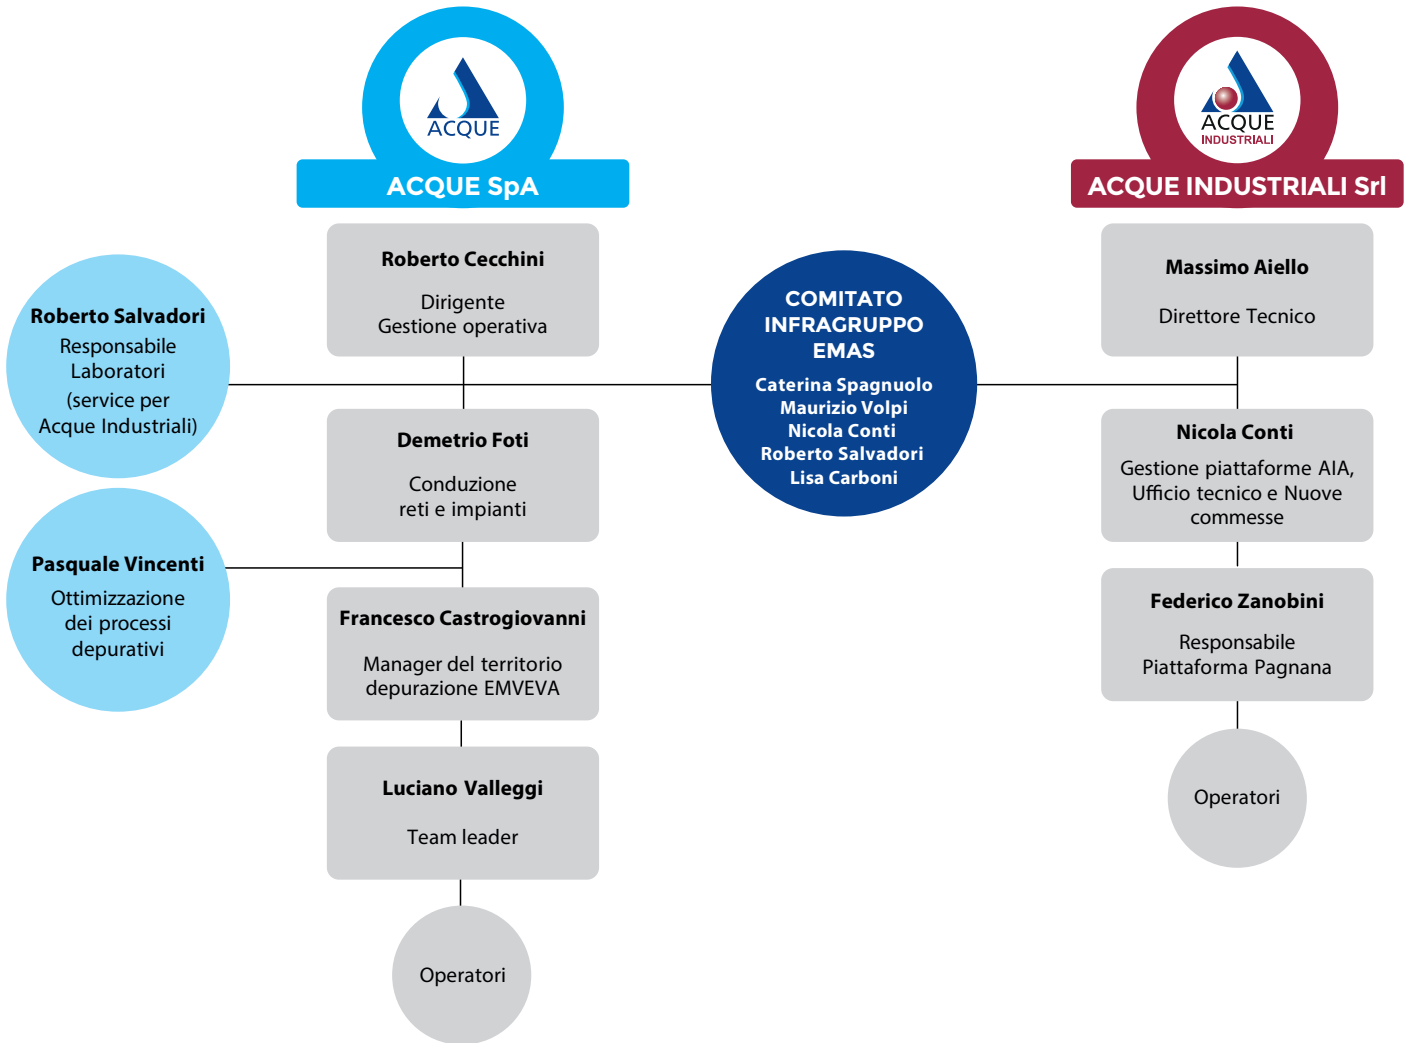 ACQUE
ACQUE SpA
Roberto Cecchini
Dirigente
Gestione operativa
Roberto Salvadori
Responsabile
Laboratori
(service per
Acque Industriali)
Demetrio Foti
Conduzione
reti e impianti
Pasquale Vincenti
Ottimizzazione
dei processi
depurativi
Francesco Castrogiovanni
Manager del territorio
depurazione EMVEVA
Luciano Valleggi
Team leader
Operatori
COMITATO
INFRAGRUPPO
EMAS
Caterina Spagnuolo
Maurizio Volpi
Nicola Conti
Roberto Salvadori
Lisa Carboni
ACQUE
INDUSTRIALI
ACQUE INDUSTRIALI Srl
Massimo Aiello
Direttore Tecnico
Nicola Conti
Gestione piattaforme AIA,
Ufficio tecnico e Nuove
commesse
Federico Zanobini
Responsabile
Piattaforma Pagnana
Operatori